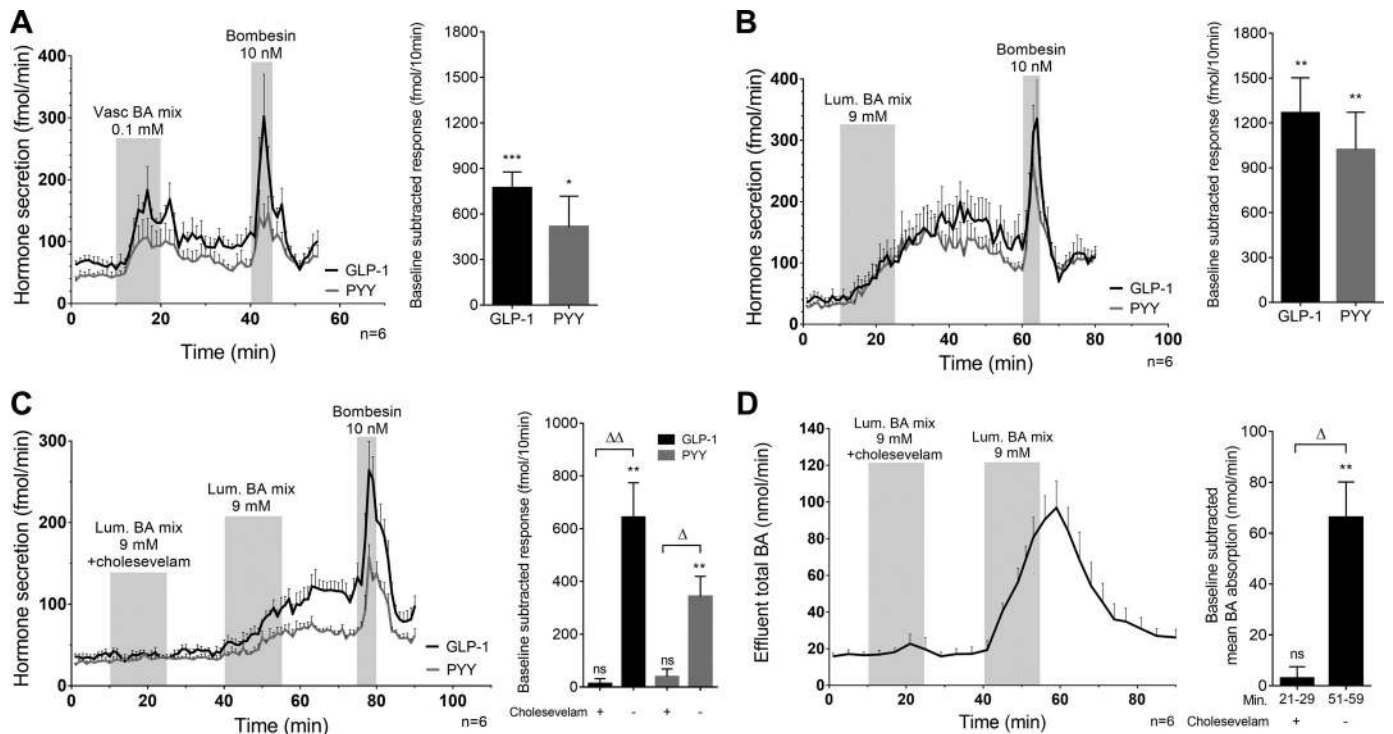 A
Hormone secretion (fmol/min)
400
300
200
100
0
Vasc BA mix
0.1 mM
Bombesin
10 nM
GLP-1
PYY
0
20
40
60
Time (min)
n=6
Baseline subtracted response (fmol/10min)
1800
1500
1200
900
600
300
0
***
*
GLP-1
PYY
B
Hormone secretion (fmol/min)
400
300
200
100
0
Lum. BA mix
9 mM
Bombesin
10 nM
GLP-1
PYY
0
20
40
60
80
100
Time (min)
n=6
Baseline subtracted response (fmol/10min)
1800
1500
1200
900
600
300
0
**
**
GLP-1
PYY
C
Hormone secretion (fmol/min)
300
200
100
0
Lum. BA mix
9 mM
+cholesevelam
Lum. BA mix
9 mM
Bombesin
10 nM
GLP-1
PYY
0
20
40
60
80
100
Time (min)
n=6
Baseline subtracted response (fmol/10min)
1000
800
600
400
200
0
GLP-1
PYY
ΔΔ
**
Δ
**
ns
ns
Cholesevelam + - + -
D
Effluent total BA (nmol/min)
140
120
100
80
60
40
20
0
Lum. BA mix
9 mM
+cholesevelam
Lum. BA mix
9 mM
0
20
40
60
80
Time (min)
n=6
Baseline subtracted
mean BA absorption (nmol/min)
100
80
60
40
20
0
Δ
**
ns
Min. 21-29 51-59
Cholesevelam + -